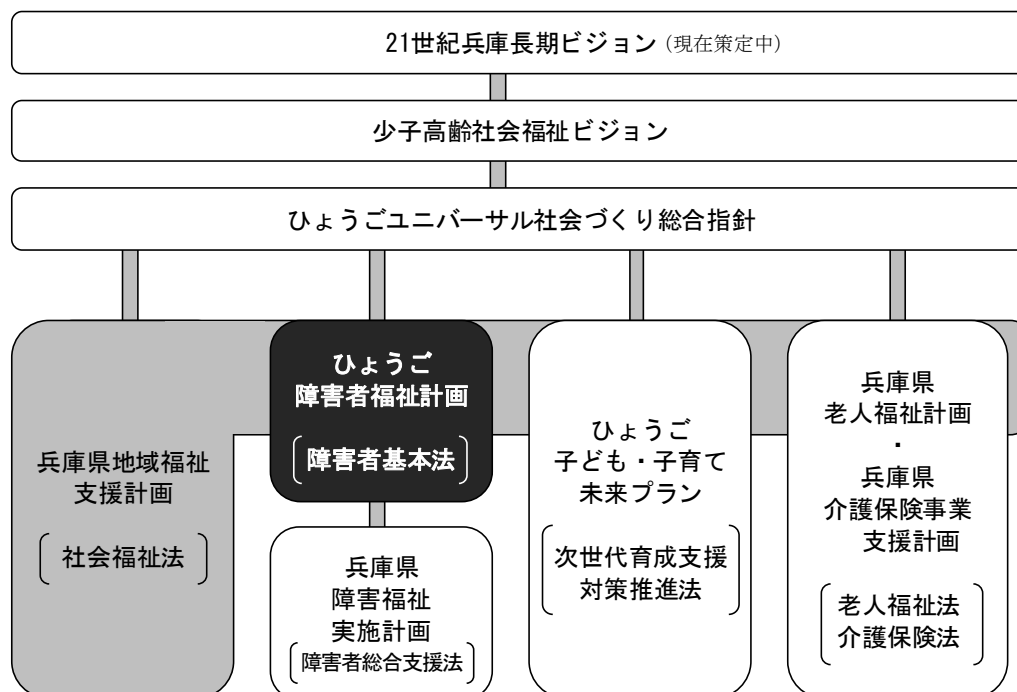 21世紀兵庫長期ビジョン（現在策定中）
少子高齢社会福祉ビジョン
ひょうごユニバーサル社会づくり総合指針
兵庫県地域福祉
支援計画
社会福祉法
ひょうご
障害者福祉計画
障害者基本法
兵庫県
障害福祉
実施計画
障害者総合支援法
ひょうご
子ども・子育て
未来プラン
次世代育成支援
対策推進法
兵庫県
老人福祉計画
・
兵庫県
介護保険事業
支援計画
老人福祉法
介護保険法